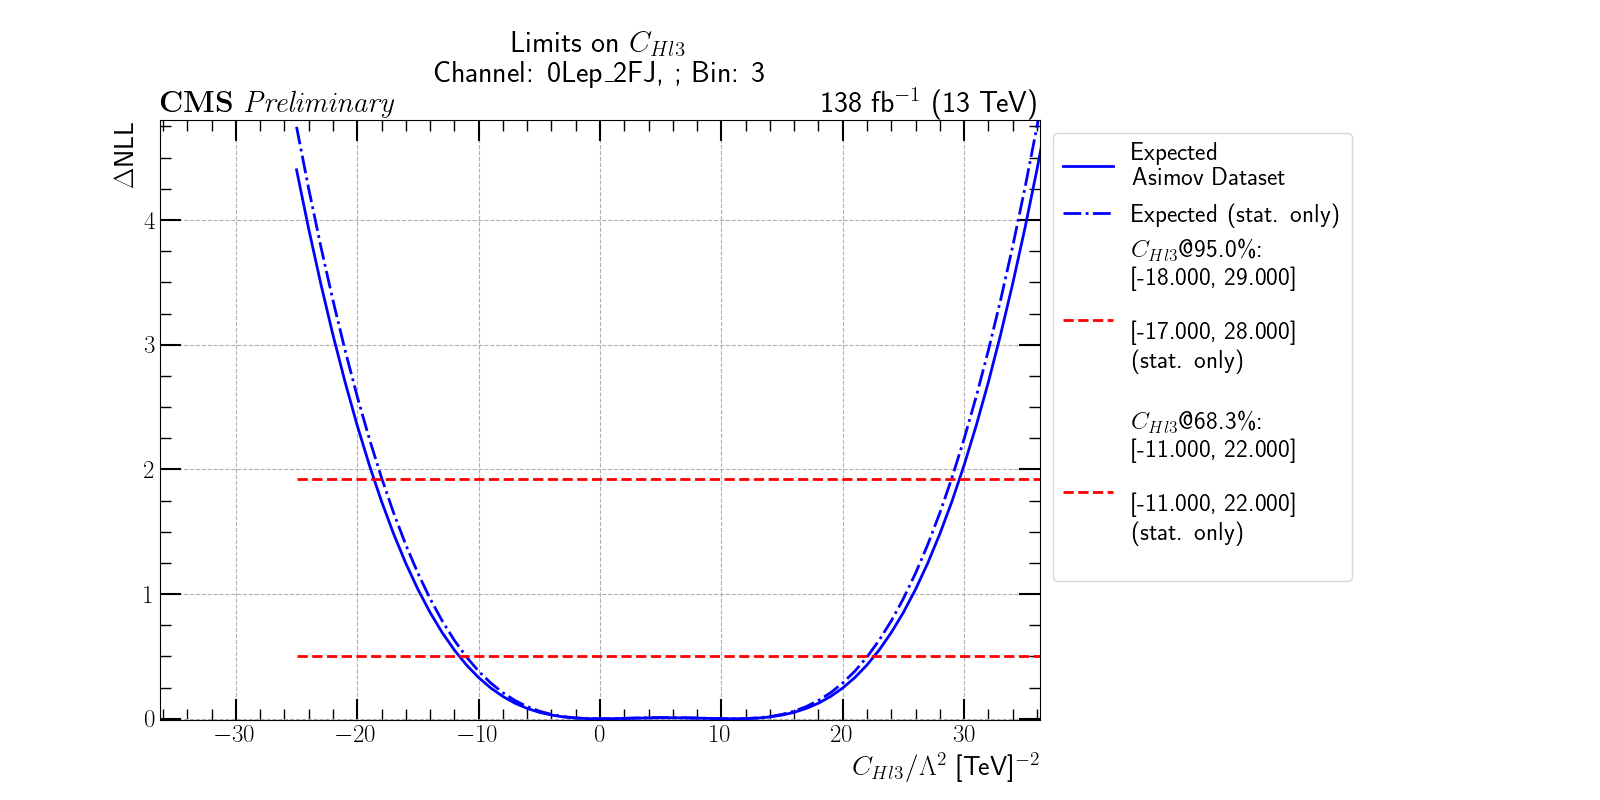 Limits on C_{Hl3}
Channel: 0Lep_2FJ, ; Bin: 3
CMS Preliminary
138 fb^{−1} (13 TeV)
ΔNLL
4
3
2
1
0
−30
−20
−10
0
10
20
30
C_{Hl3}/Λ^{2} [TeV]^{−2}
Expected
Asimov Dataset
Expected (stat. only)
C_{Hl3}@95.0%:
[-18.000, 29.000]
[-17.000, 28.000]
(stat. only)
C_{Hl3}@68.3%:
[-11.000, 22.000]
[-11.000, 22.000]
(stat. only)